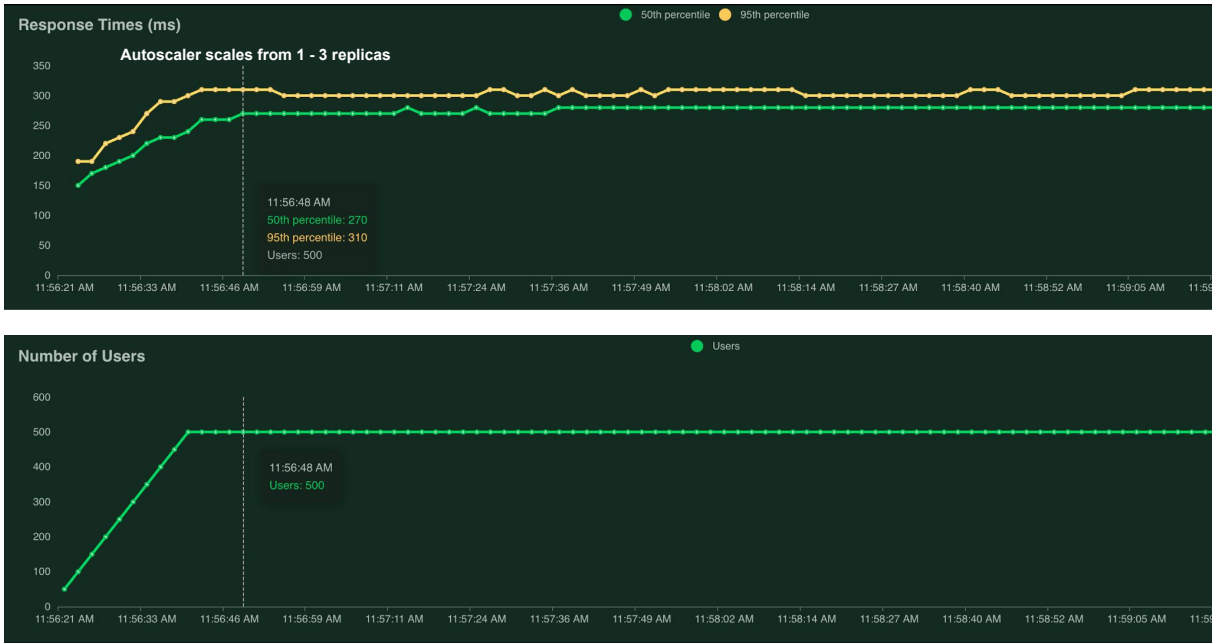 Response Times (ms)
50th percentile 95th percentile
Autoscaler scales from 1 - 3 replicas
350
300
250
200
150
100
50
0
11:56:48 AM
50th percentile: 270
95th percentile: 310
Users: 500
11:56:21 AM 11:56:33 AM 11:56:46 AM 11:56:59 AM 11:57:11 AM 11:57:24 AM 11:57:36 AM 11:57:49 AM 11:58:02 AM 11:58:14 AM 11:58:27 AM 11:58:40 AM 11:58:52 AM 11:59:05 AM 11:59
Number of Users
Users
600
500
400
300
200
100
0
11:56:48 AM
Users: 500
11:56:21 AM 11:56:33 AM 11:56:46 AM 11:56:59 AM 11:57:11 AM 11:57:24 AM 11:57:36 AM 11:57:49 AM 11:58:02 AM 11:58:14 AM 11:58:27 AM 11:58:40 AM 11:58:52 AM 11:59:05 AM 11:59